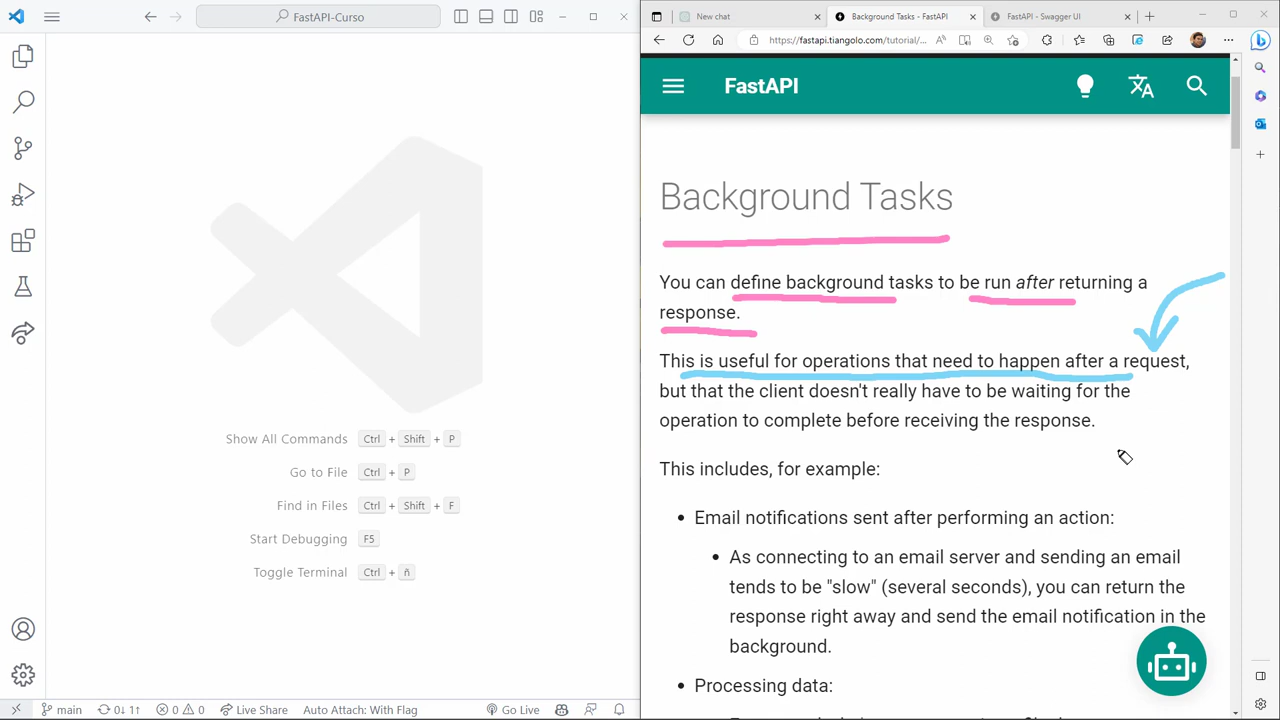 FastAPI-Curso
New chat
Background Tasks - FastAPI
FastAPI - Swagger UI
https://fastapi.tiangolo.com/tutorial/...
FastAPI
Background Tasks
You can define background tasks to be run after returning a
response.
This is useful for operations that need to happen after a request,
but that the client doesn't really have to be waiting for the
operation to complete before receiving the response.
This includes, for example:
Email notifications sent after performing an action:
As connecting to an email server and sending an email
tends to be "slow" (several seconds), you can return the
response right away and send the email notification in the
background.
Processing data:
Show All Commands Ctrl + Shift + P
Go to File Ctrl + P
Find in Files Ctrl + Shift + F
Start Debugging F5
Toggle Terminal Ctrl + ñ
main 0↓ 1↑ 0 0 Live Share Auto Attach: With Flag Go Live